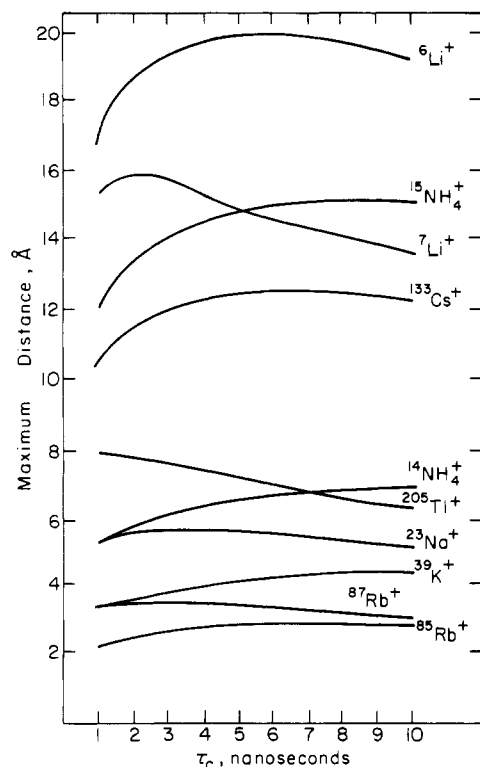 20
18
16
14
12
10
8
6
4
2
Maximum Distance, Å
⁶Li⁺
¹⁵NH₄⁺
⁷Li⁺
¹³³Cs⁺
¹⁴NH₄⁺
²⁰⁵Tl⁺
²³Na⁺
³⁹K⁺
⁸⁷Rb⁺
⁸⁵Rb⁺
1 2 3 4 5 6 7 8 9 10
τc, nanoseconds